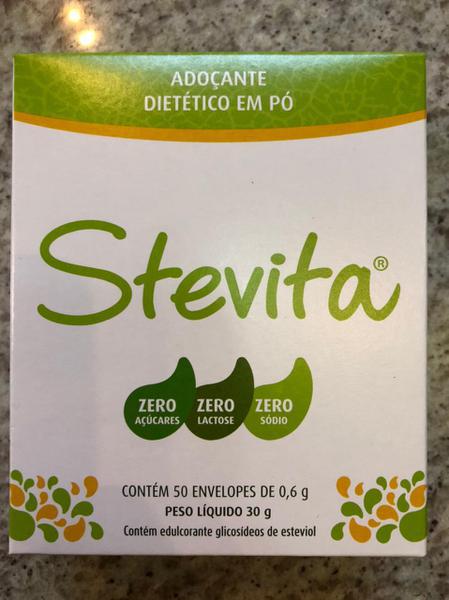 ADOÇANTE
DIETÉTICO EM PÓ
Stevita®
ZERO AÇÚCARES
ZERO LACTOSE
ZERO SÓDIO
CONTÉM 50 ENVELOPES DE 0,6 g
PESO LÍQUIDO 30 g
Contém edulcorante glicosídeos de esteviol